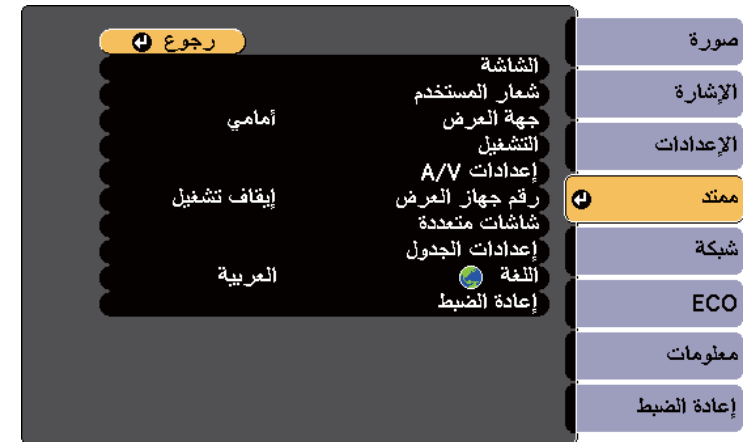 رجوع
الشاشة
شعار المستخدم
جهة العرض أمامي
التشغيل
إعدادات A/V
رقم جهاز العرض إيقاف تشغيل
شاشات متعددة
إعدادات الجدول
اللغة العربية
إعادة الضبط
صورة
الإشارة
الإعدادات
ممتد
شبكة
ECO
معلومات
إعادة الضبط